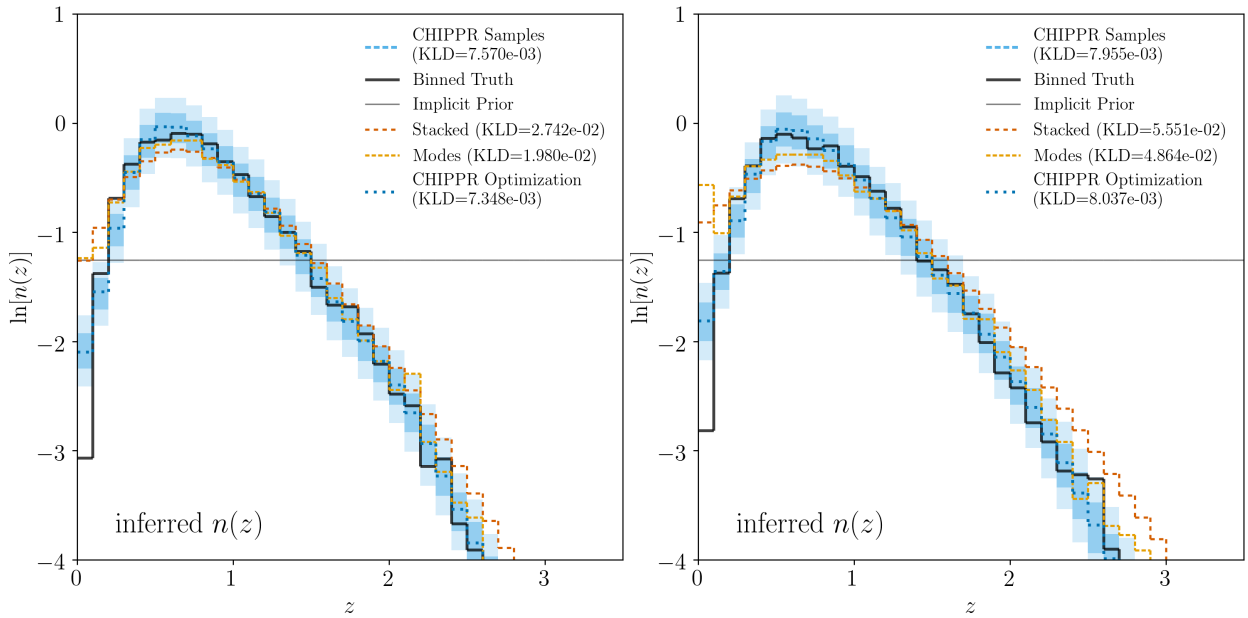 1
0
−1
−2
−3
−4
0
1
2
3
z
ln[n(z)]
CHIPPR Samples
(KLD=7.570e-03)
Binned Truth
Implicit Prior
Stacked (KLD=2.742e-02)
Modes (KLD=1.980e-02)
CHIPPR Optimization
(KLD=7.348e-03)
inferred n(z)
1
0
−1
−2
−3
−4
0
1
2
3
z
ln[n(z)]
CHIPPR Samples
(KLD=7.955e-03)
Binned Truth
Implicit Prior
Stacked (KLD=5.551e-02)
Modes (KLD=4.864e-02)
CHIPPR Optimization
(KLD=8.037e-03)
inferred n(z)